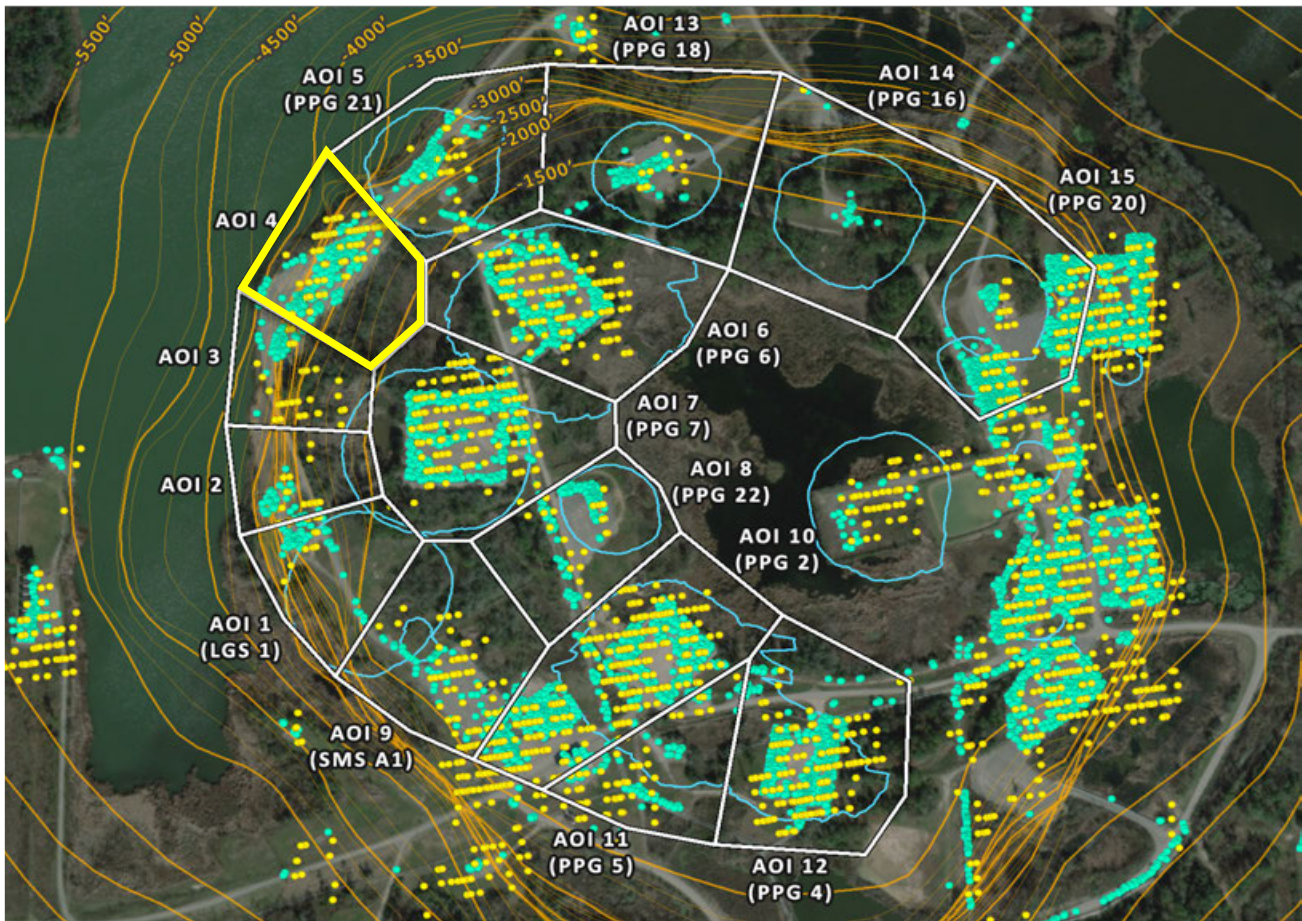 -5500'
-5000'
-4500'
-4000'
-3500'
-3000'
-2500'
-2000'
-1500'
AOI 13
(PPG 18)
AOI 5
(PPG 21)
AOI 14
(PPG 16)
AOI 15
(PPG 20)
AOI 4
AOI 3
AOI 6
(PPG 6)
AOI 7
(PPG 7)
AOI 8
(PPG 22)
AOI 2
AOI 10
(PPG 2)
AOI 1
(LGS 1)
AOI 9
(SMS A1)
AOI 11
(PPG 5)
AOI 12
(PPG 4)